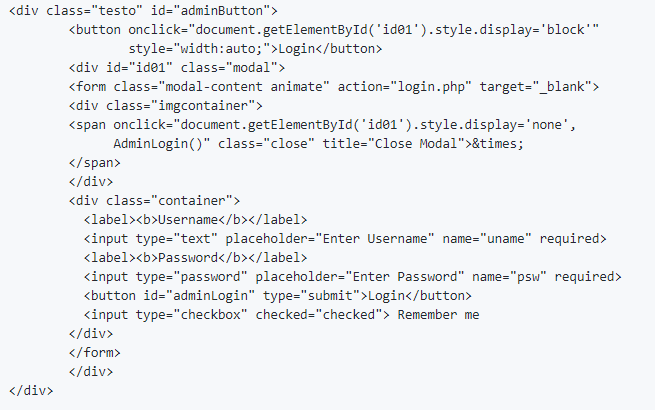 <div class="testo" id="adminButton">
        <button onclick="document.getElementById('id01').style.display='block'"
                style="width:auto;">Login</button>
        <div id="id01" class="modal">
        <form class="modal-content animate" action="login.php" target="_blank">
        <div class="imgcontainer">
        <span onclick="document.getElementById('id01').style.display='none',
              AdminLogin()" class="close" title="Close Modal">&times;
        </span>
        </div>
        <div class="container">
          <label><b>Username</b></label>
          <input type="text" placeholder="Enter Username" name="uname" required>
          <label><b>Password</b></label>
          <input type="password" placeholder="Enter Password" name="psw" required>
          <button id="adminLogin" type="submit">Login</button>
          <input type="checkbox" checked="checked"> Remember me
        </div>
        </form>
        </div>
</div>